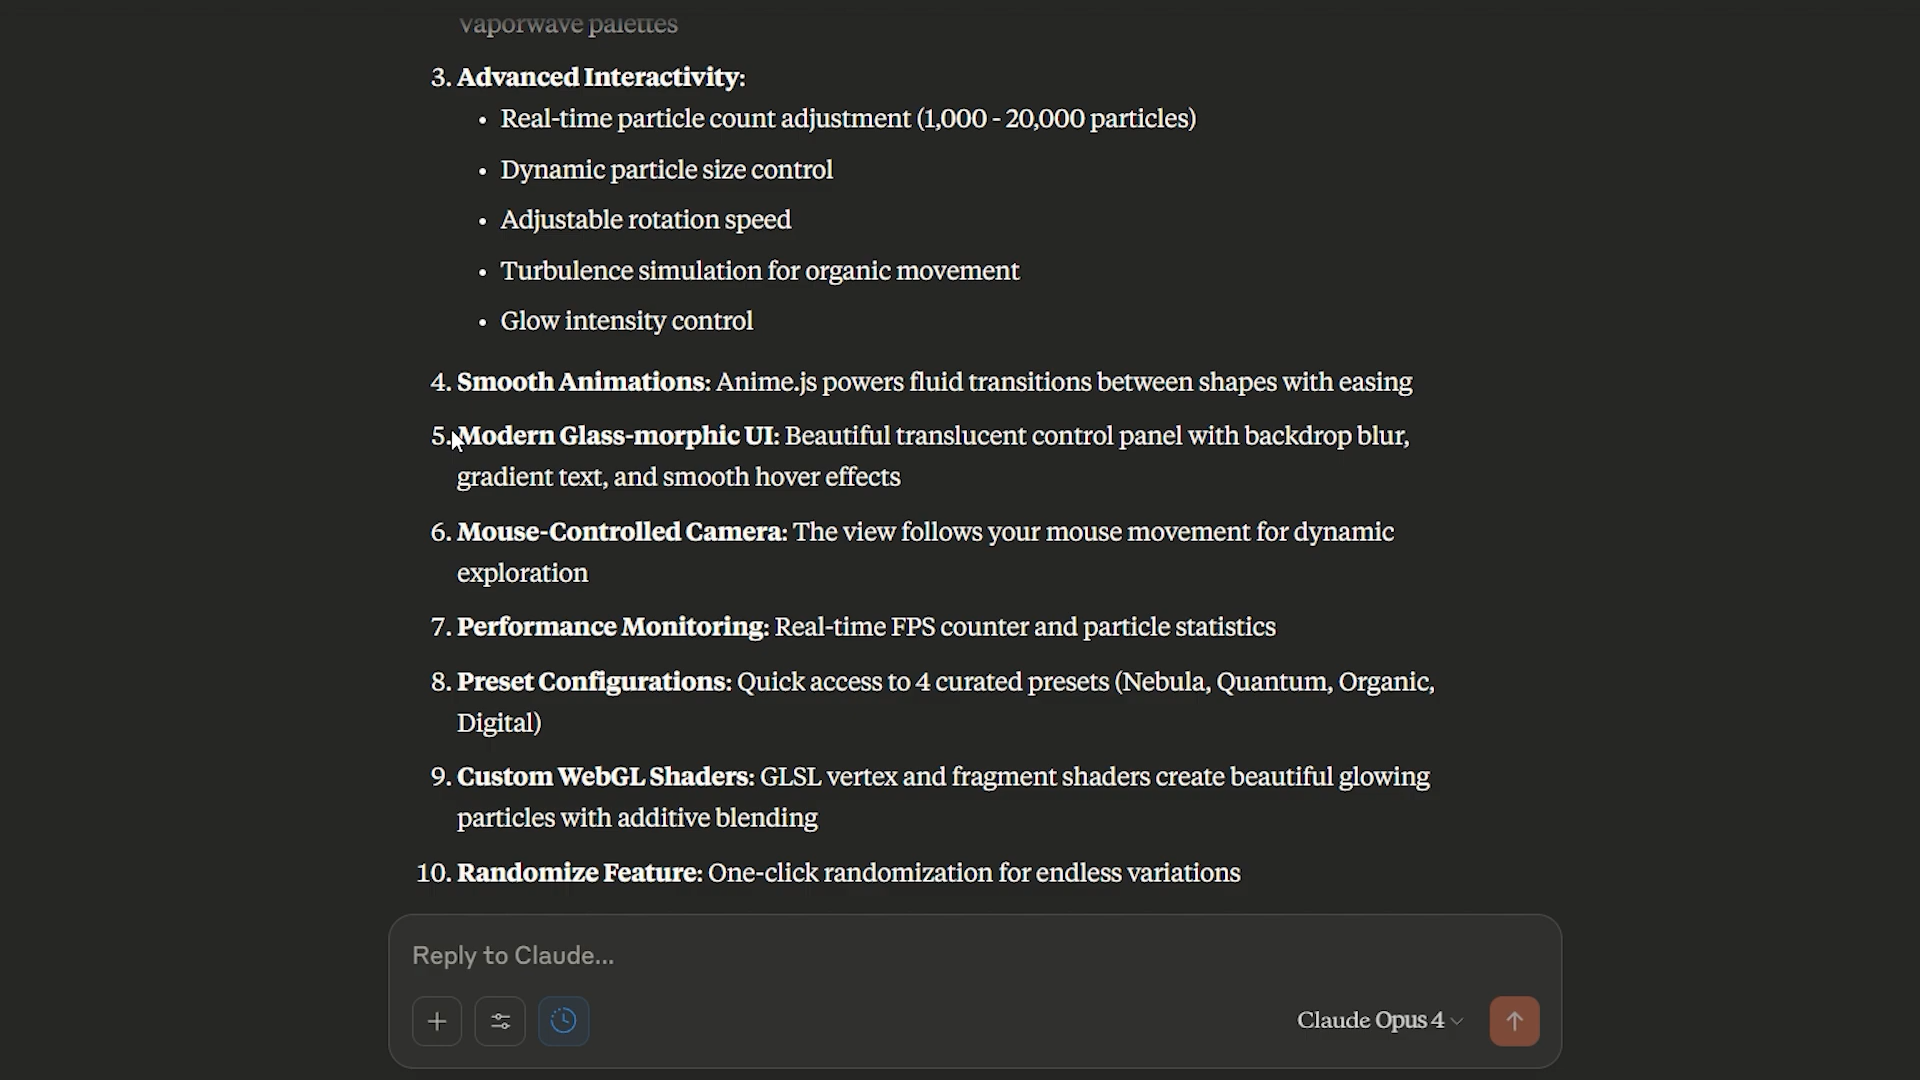 Vaporwave palettes
3. Advanced Interactivity:
• Real-time particle count adjustment (1,000 - 20,000 particles)
• Dynamic particle size control
• Adjustable rotation speed
• Turbulence simulation for organic movement
• Glow intensity control
4. Smooth Animations: Anime.js powers fluid transitions between shapes with easing
5. Modern Glass-morphic UI: Beautiful translucent control panel with backdrop blur,
gradient text, and smooth hover effects
6. Mouse-Controlled Camera: The view follows your mouse movement for dynamic
exploration
7. Performance Monitoring: Real-time FPS counter and particle statistics
8. Preset Configurations: Quick access to 4 curated presets (Nebula, Quantum, Organic,
Digital)
9. Custom WebGL Shaders: GLSL vertex and fragment shaders create beautiful glowing
particles with additive blending
10. Randomize Feature: One-click randomization for endless variations
Reply to Claude...
Claude Opus 4